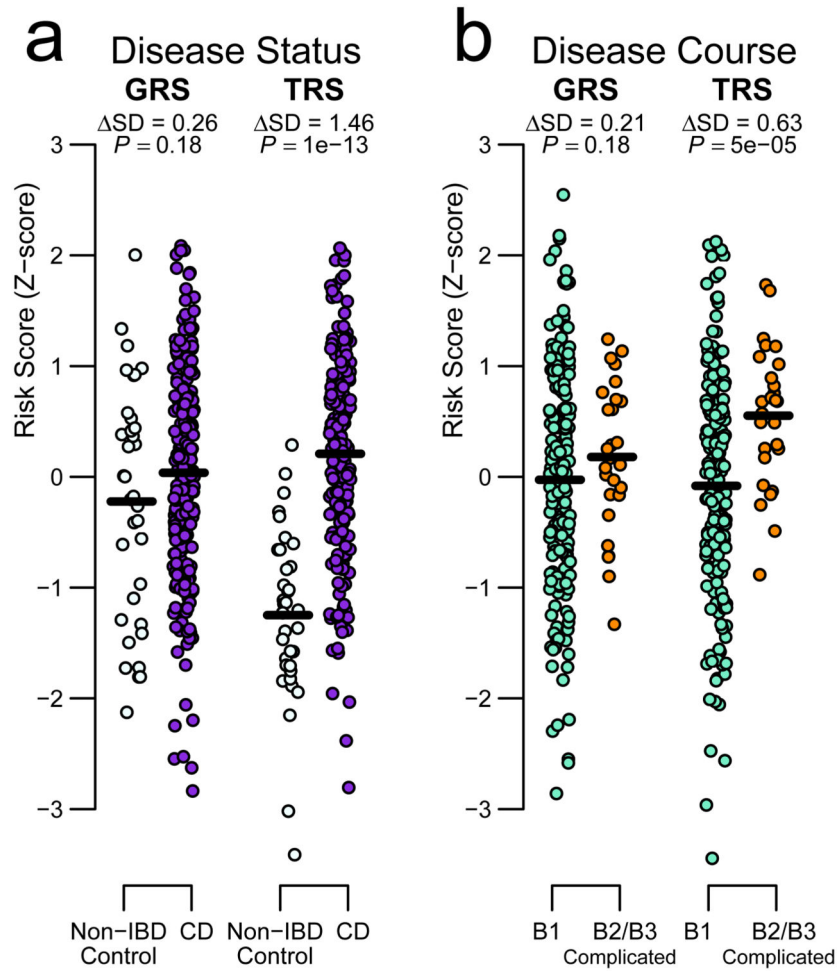 a
Disease Status
GRS
TRS
ΔSD = 0.26
P = 0.18
ΔSD = 1.46
P = 1e−13
Risk Score (Z−score)
3
2
1
0
−1
−2
−3
Non−IBD
Control
CD
Non−IBD
Control
CD
b
Disease Course
GRS
TRS
ΔSD = 0.21
P = 0.18
ΔSD = 0.63
P = 5e−05
Risk Score (Z−score)
3
2
1
0
−1
−2
−3
B1
B2/B3
Complicated
B1
B2/B3
Complicated